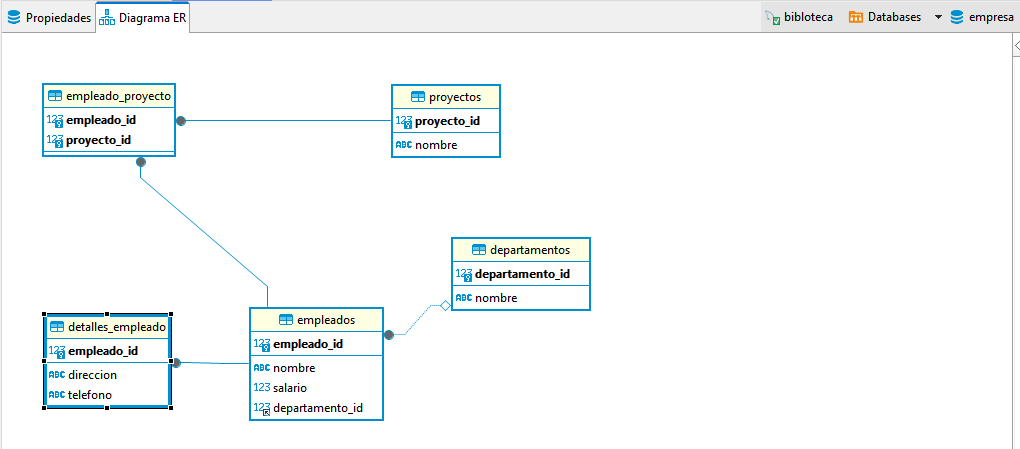 Propiedades
Diagrama ER
bibloteca
Databases
empresa
empleado_proyecto
123 empleado_id
123 proyecto_id
proyectos
123 proyecto_id
ABC nombre
departamentos
123 departamento_id
ABC nombre
detalles_empleado
123 empleado_id
ABC direccion
ABC telefono
empleados
123 empleado_id
ABC nombre
123 salario
123 departamento_id